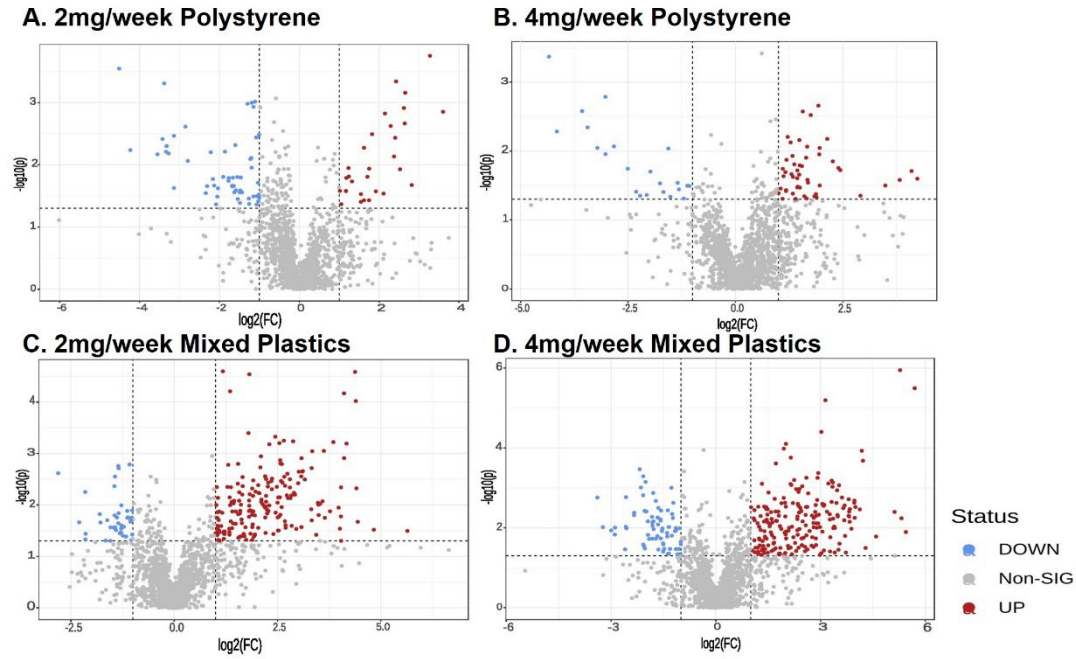 A. 2mg/week Polystyrene
-log10(p)
3
2
1
0
-6
-4
-2
0
2
4
log2(FC)
B. 4mg/week Polystyrene
-log10(p)
3
2
1
0
-5.0
-2.5
0.0
2.5
log2(FC)
C. 2mg/week Mixed Plastics
-log10(p)
4
3
2
1
0
-2.5
0.0
2.5
5.0
log2(FC)
D. 4mg/week Mixed Plastics
-log10(p)
6
5
4
3
2
1
0
-6
-3
0
3
6
log2(FC)
Status
DOWN
Non-SIG
UP